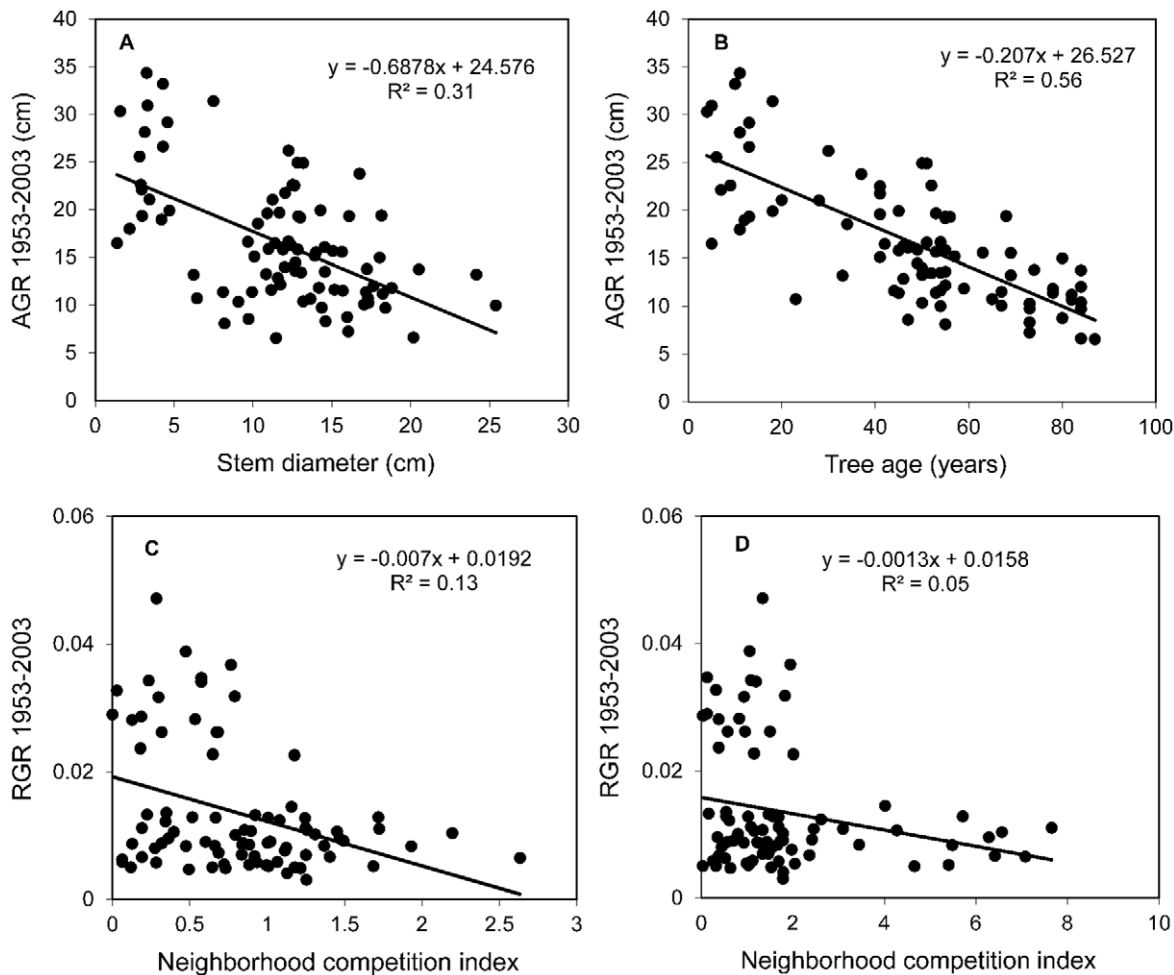 A
y = -0.6878x + 24.576
R² = 0.31
AGR 1953-2003 (cm)
40
35
30
25
20
15
10
5
0
0 5 10 15 20 25 30
Stem diameter (cm)
B
y = -0.207x + 26.527
R² = 0.56
AGR 1953-2003 (cm)
40
35
30
25
20
15
10
5
0
0 20 40 60 80 100
Tree age (years)
C
y = -0.007x + 0.0192
R² = 0.13
RGR 1953-2003
0.06
0.04
0.02
0
0 0.5 1 1.5 2 2.5 3
Neighborhood competition index
D
y = -0.0013x + 0.0158
R² = 0.05
RGR 1953-2003
0.06
0.04
0.02
0
0 2 4 6 8 10
Neighborhood competition index